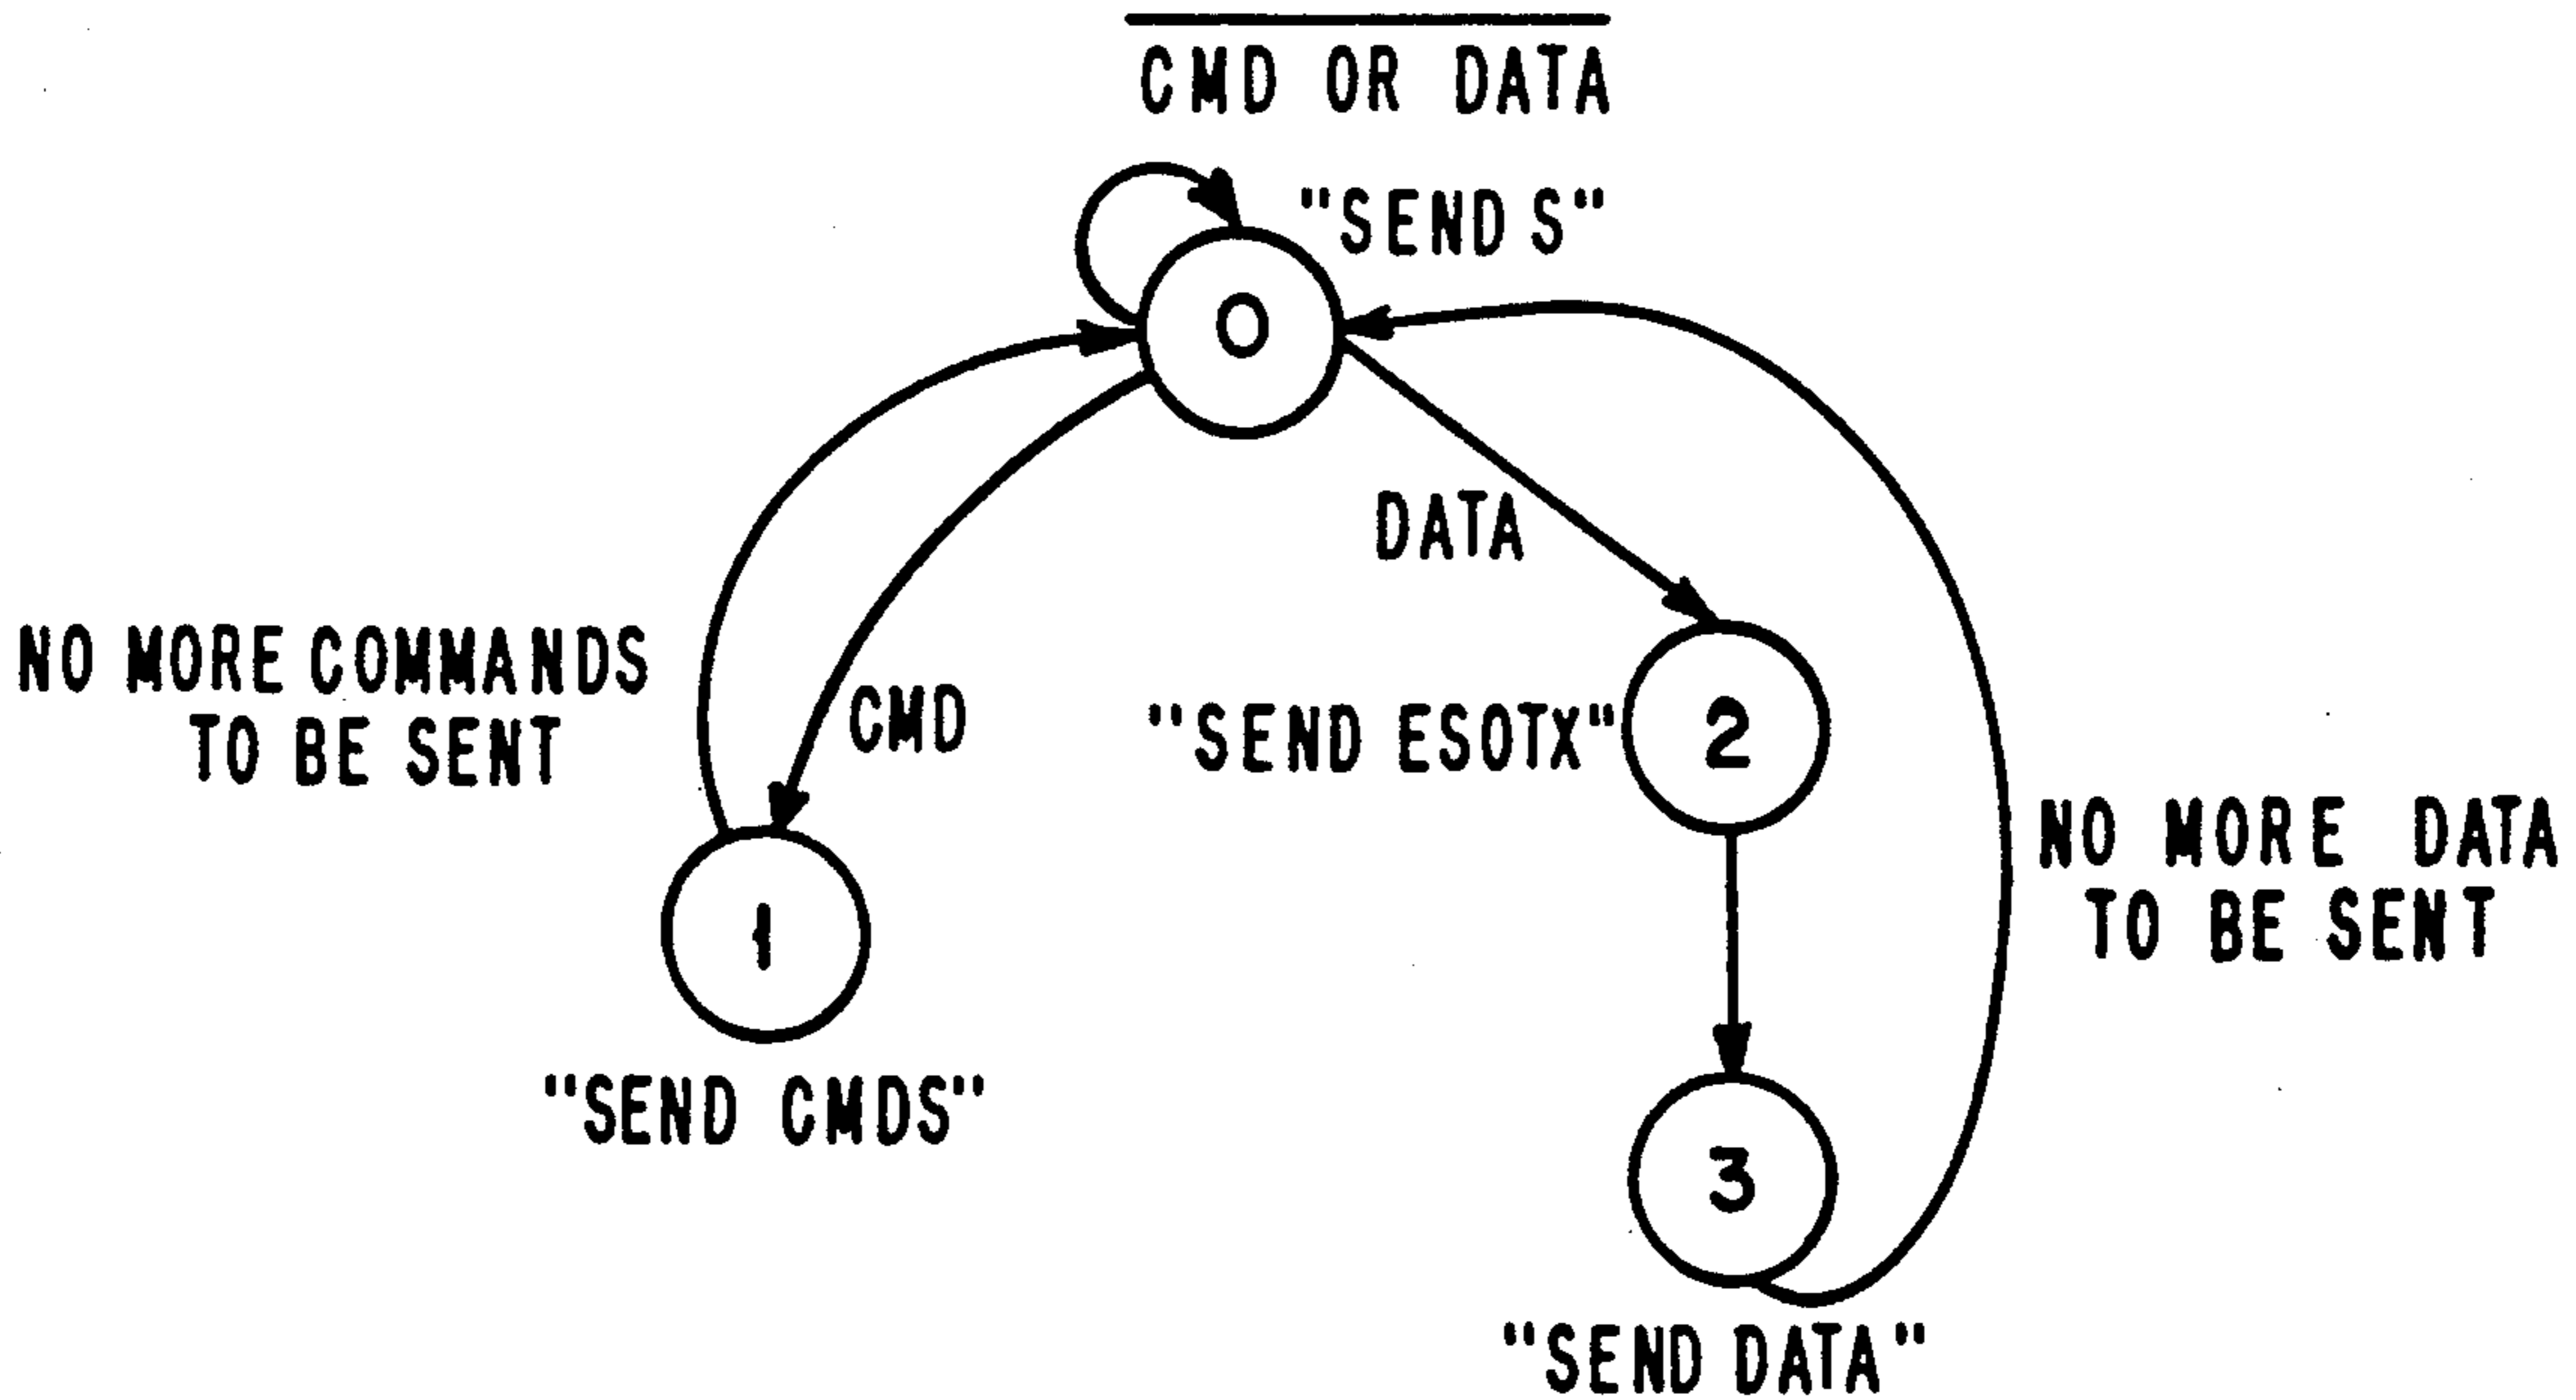 CMD OR DATA
"SEND S"
0
DATA
NO MORE COMMANDS
TO BE SENT
CMD
"SEND ESOTX"
2
NO MORE DATA
TO BE SENT
1
"SEND CMDS"
3
"SEND DATA"